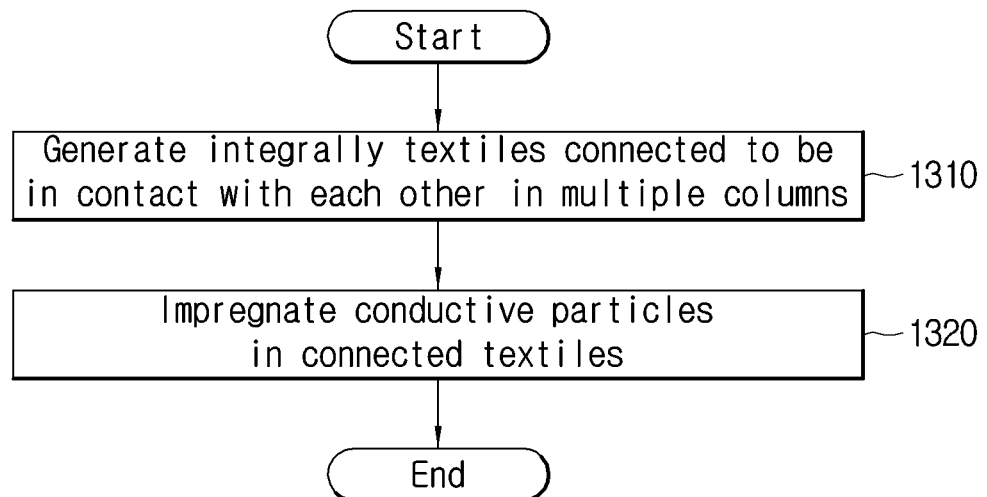 Start
Generate integrally textiles connected to be
in contact with each other in multiple columns
1310
Impregnate conductive particles
in connected textiles
1320
End